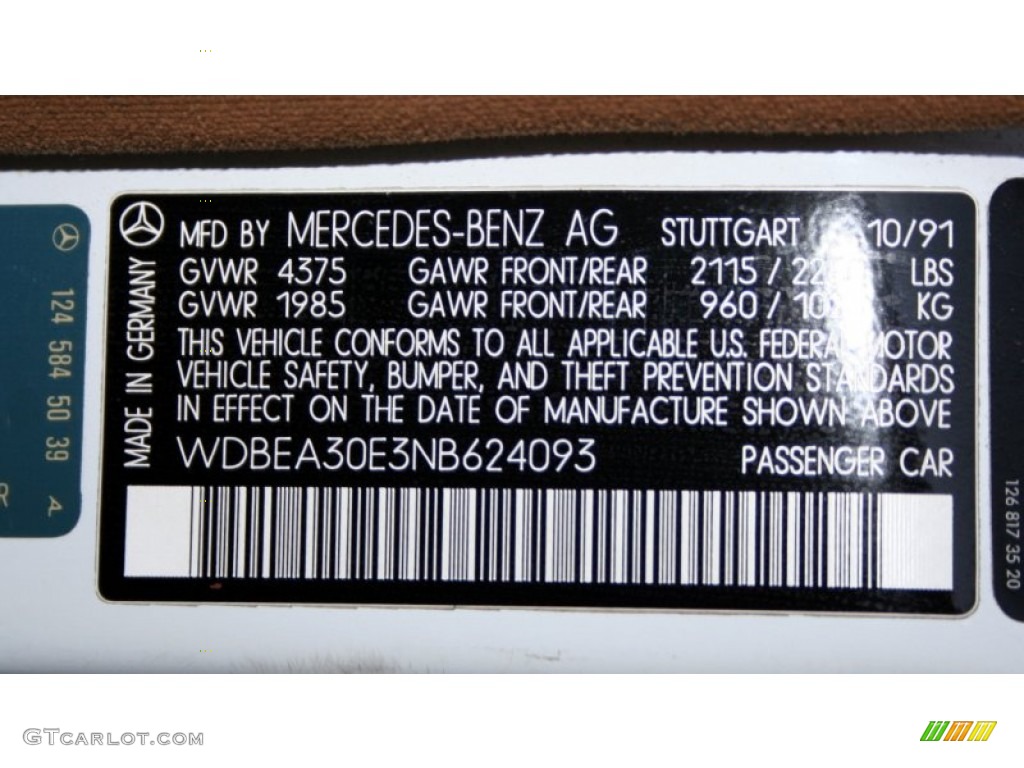 MFD BY MERCEDES-BENZ AG STUTTGART 10/91
GVWR 4375 GAWR FRONT/REAR 2115 / LBS
GVWR 1985 GAWR FRONT/REAR 960 / KG
THIS VEHICLE CONFORMS TO ALL APPLICABLE U.S. FEDERAL MOTOR
VEHICLE SAFETY, BUMPER, AND THEFT PREVENTION STANDARDS
IN EFFECT ON THE DATE OF MANUFACTURE SHOWN ABOVE
WDBEA30E3NB624093 PASSENGER CAR
MADE IN GERMANY
124 584 50 39 A
R
126 817 35 20
GTCARLOT.COM